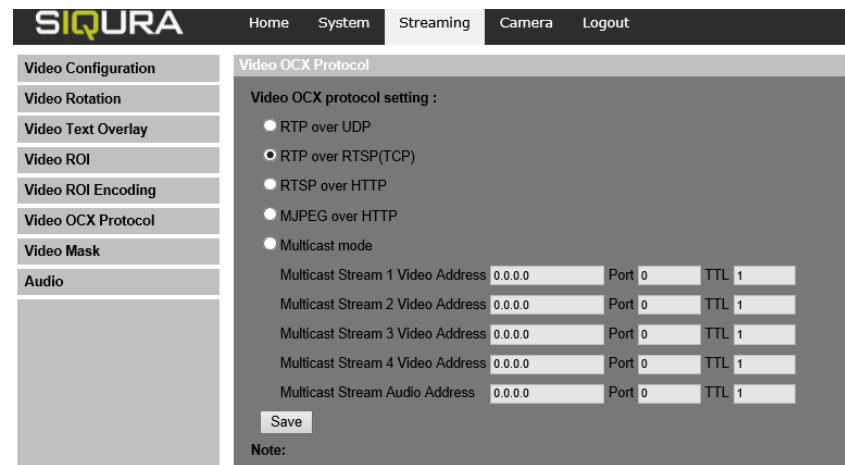 SIQURA Home System Streaming Camera Logout
Video Configuration
Video Rotation
Video Text Overlay
Video ROI
Video ROI Encoding
Video OCX Protocol
Video Mask
Audio
Video OCX Protocol
Video OCX protocol setting :
RTP over UDP
RTP over RTSP(TCP)
RTSP over HTTP
MJPEG over HTTP
Multicast mode
Multicast Stream 1 Video Address 0.0.0.0 Port 0 TTL 1
Multicast Stream 2 Video Address 0.0.0.0 Port 0 TTL 1
Multicast Stream 3 Video Address 0.0.0.0 Port 0 TTL 1
Multicast Stream 4 Video Address 0.0.0.0 Port 0 TTL 1
Multicast Stream Audio Address 0.0.0.0 Port 0 TTL 1
Save
Note: